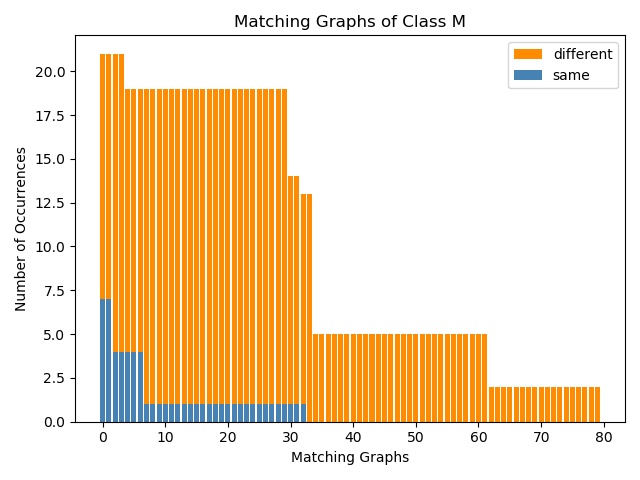 Matching Graphs of Class M
different
same
Number of Occurrences
20.0
17.5
15.0
12.5
10.0
7.5
5.0
2.5
0.0
0 10 20 30 40 50 60 70 80
Matching Graphs